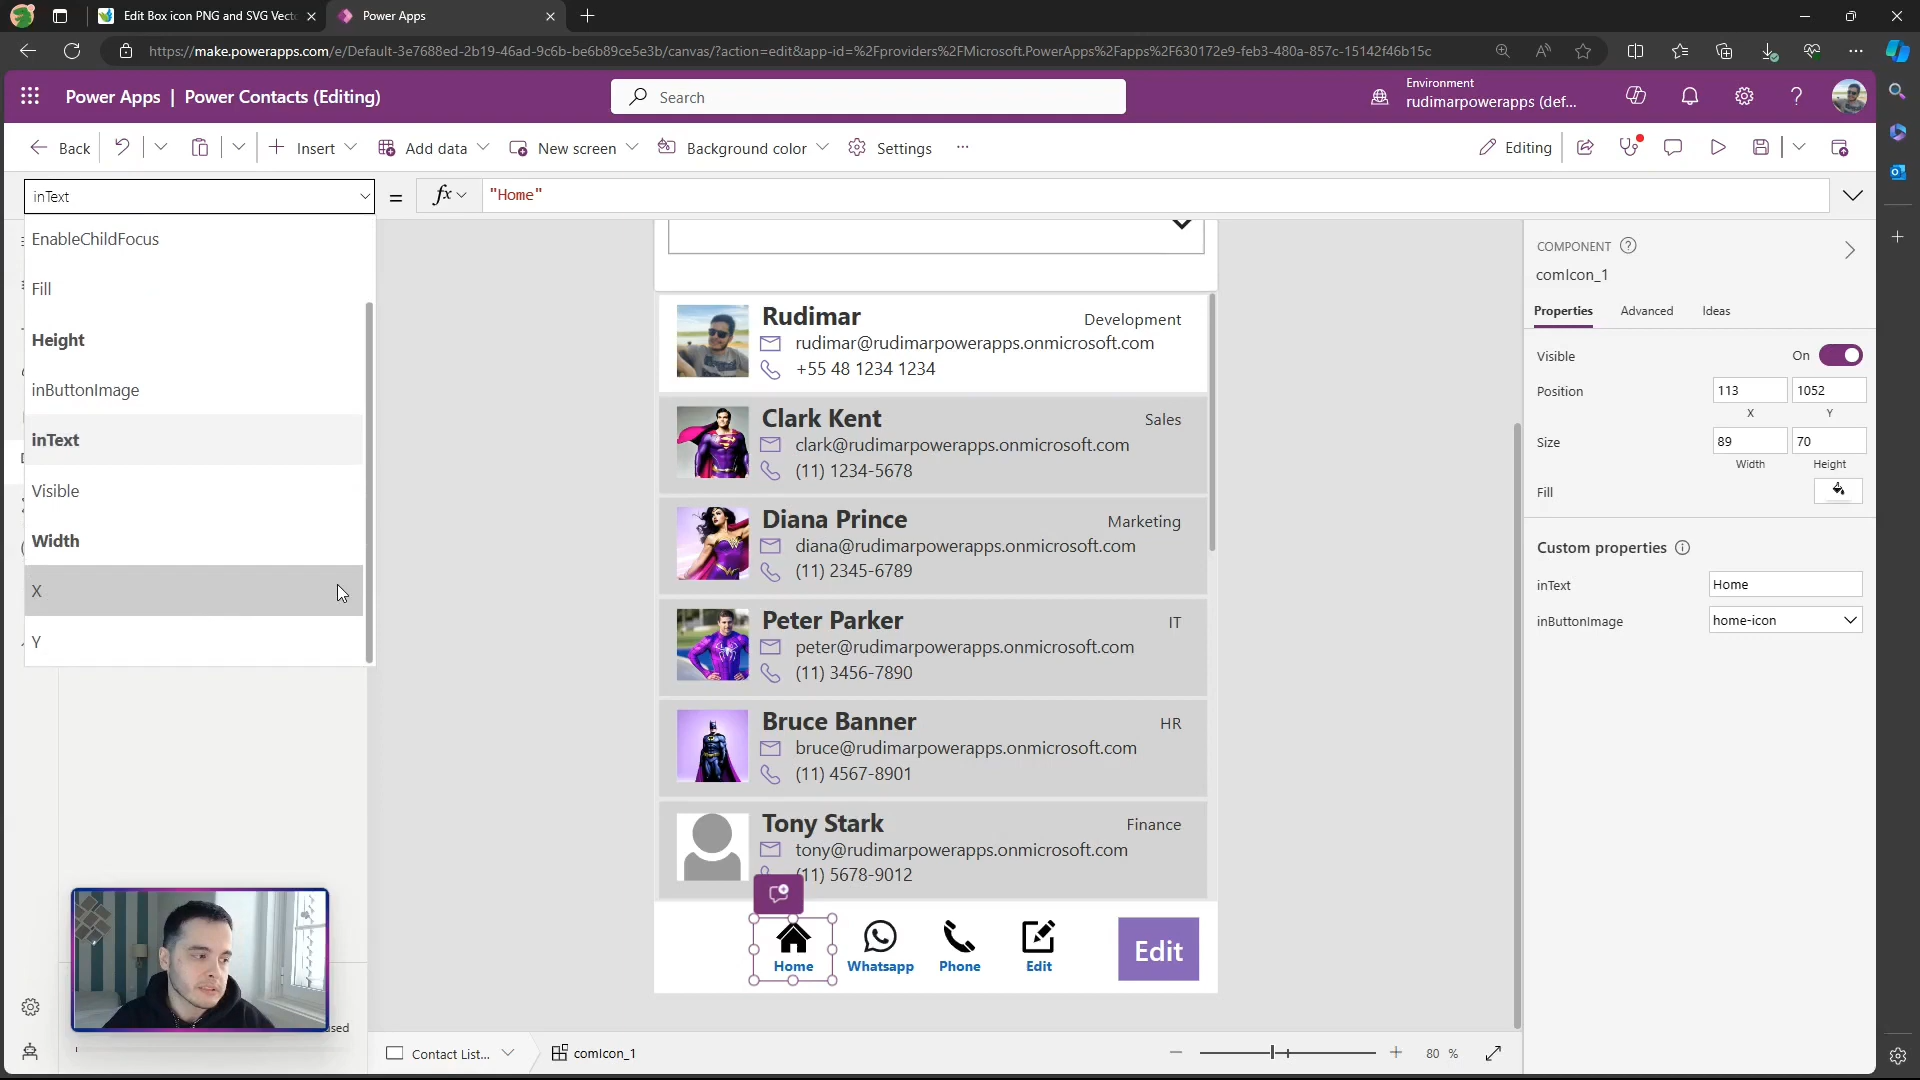 Edit Box icon PNG and SVG Vect
Power Apps
https://make.powerapps.com/e/Default-3e7688ed-2b19-46ad-9c6b-be6b89ce5e3b/canvas/?action=edit&app-id=%2Fproviders%2FMicrosoft.PowerApps%2Fapps%2F630172e9-feb3-480a-857c-15142f46b15c
Power Apps | Power Contacts (Editing)
Search
Environment
rudimarpowerapps (def...
Back
Insert
Add data
New screen
Background color
Settings
...
Editing
inText
=
fx
"Home"
EnableChildFocus
Fill
Height
inButtonImage
inText
Visible
Width
X
Y
used
Rudimar
Development
rudimar@rudimarpowerapps.onmicrosoft.com
+55 48 1234 1234
Clark Kent
Sales
clark@rudimarpowerapps.onmicrosoft.com
(11) 1234-5678
Diana Prince
Marketing
diana@rudimarpowerapps.onmicrosoft.com
(11) 2345-6789
Peter Parker
IT
peter@rudimarpowerapps.onmicrosoft.com
(11) 3456-7890
Bruce Banner
HR
bruce@rudimarpowerapps.onmicrosoft.com
(11) 4567-8901
Tony Stark
Finance
tony@rudimarpowerapps.onmicrosoft.com
11) 5678-9012
Home
Whatsapp
Phone
Edit
Edit
Contact List...
comIcon_1
80 %
COMPONENT
comIcon_1
Properties
Advanced
Ideas
Visible
On
Position
113
1052
X
Y
Size
89
70
Width
Height
Fill
Custom properties
inText
Home
inButtonImage
home-icon